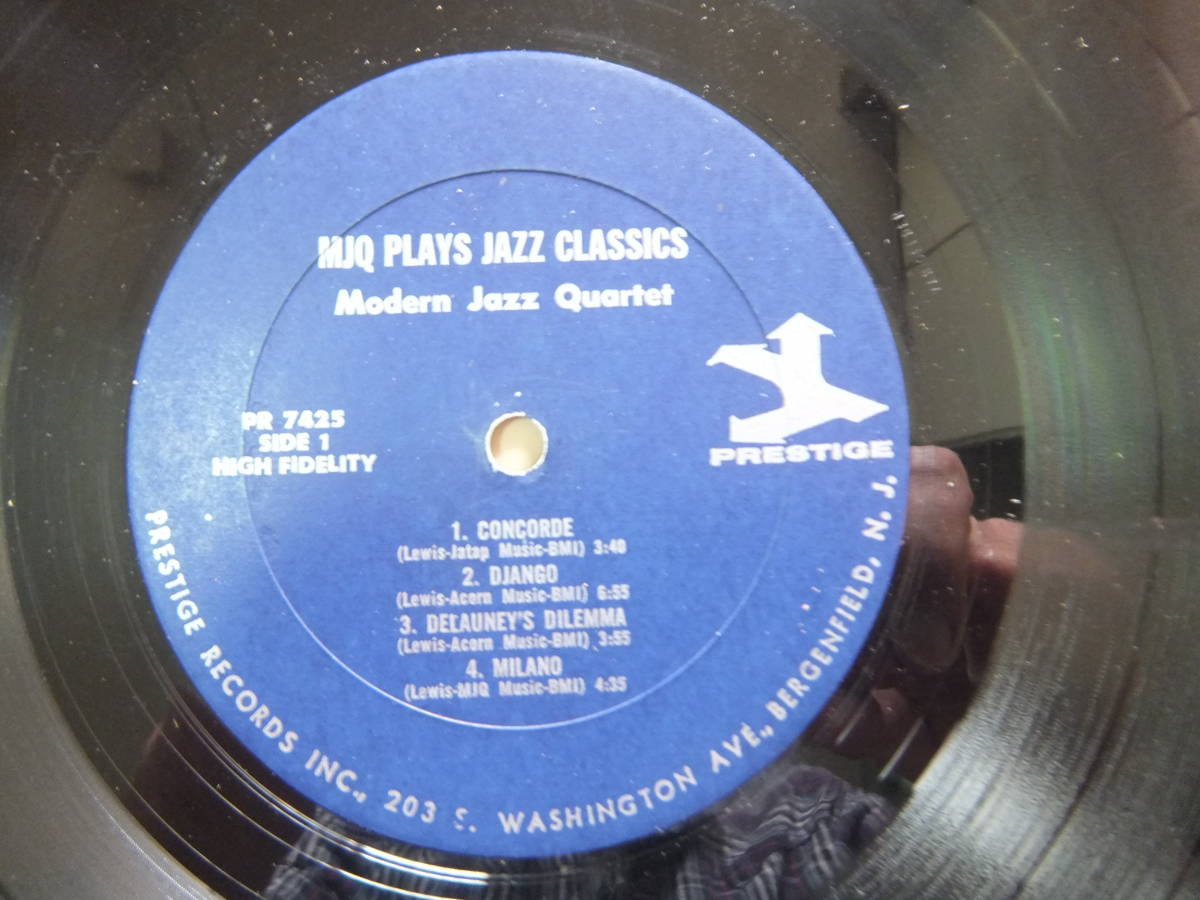 MJQ PLAYS JAZZ CLASSICS
Modern Jazz Quartet
PR 7425
SIDE 1
HIGH FIDELITY
PRESTIGE
1. CONCORDE
(Lewis-Jatap Music-BMI) 3:40
2. DJANGO
(Lewis-Acorn Music-BMI) 6:55
3. DELAUNEY'S DILEMMA
(Lewis-Acorn Music-BMI) 3:55
4. MILANO
(Lewis-MJQ Music-BMI) 4:35
PRESTIGE RECORDS INC., 203 S. WASHINGTON AVE., BERGENFIELD, N. J.